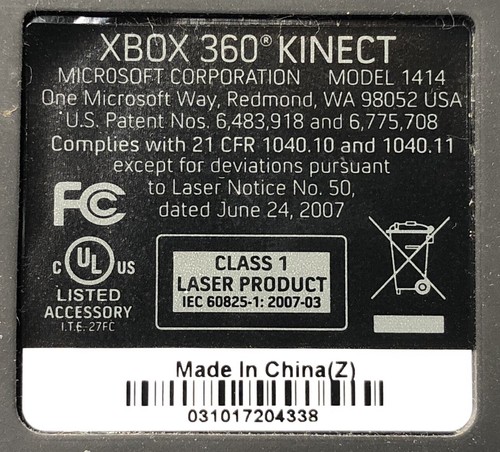 XBOX 360® KINECT
MICROSOFT CORPORATION MODEL 1414
One Microsoft Way, Redmond, WA 98052 USA
U.S. Patent Nos. 6,483,918 and 6,775,708
Complies with 21 CFR 1040.10 and 1040.11
except for deviations pursuant
to Laser Notice No. 50,
dated June 24, 2007
FC
c UL US
LISTED
ACCESSORY
I.T.E. 27FC
CLASS 1
LASER PRODUCT
IEC 60825-1: 2007-03
Made In China(Z)
031017204338